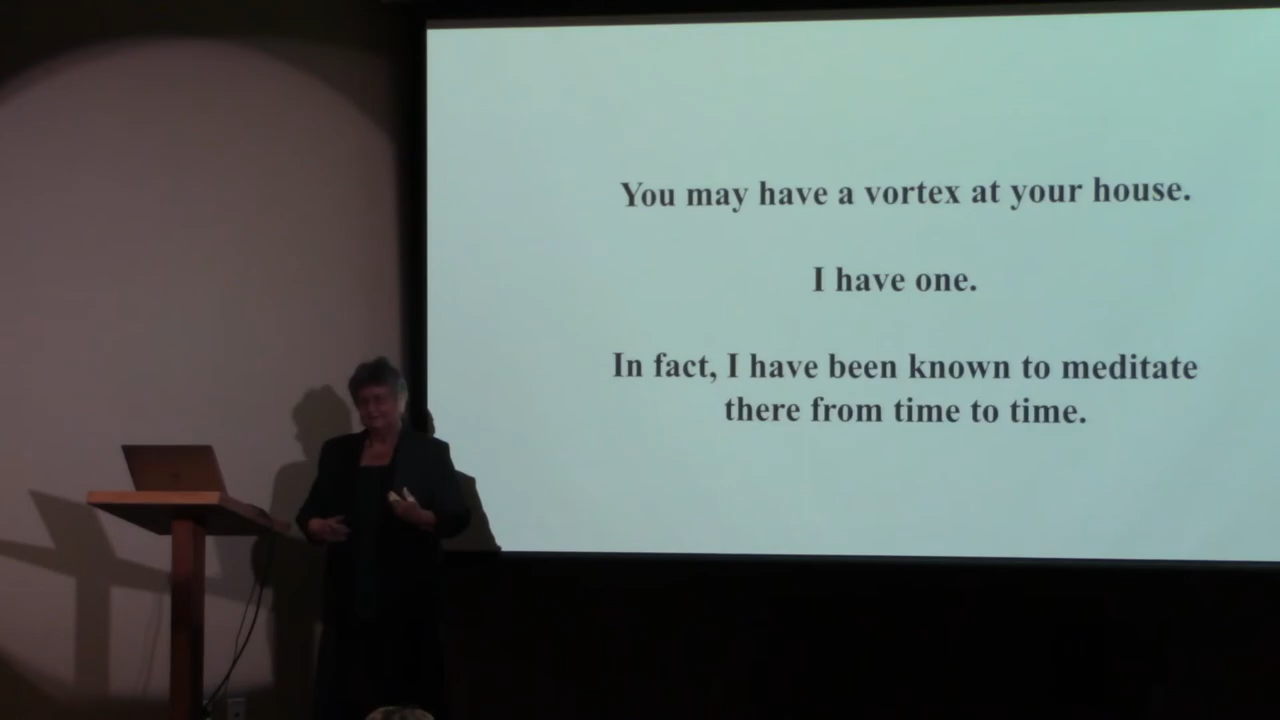 You may have a vortex at your house.
I have one.
In fact, I have been known to meditate
there from time to time.